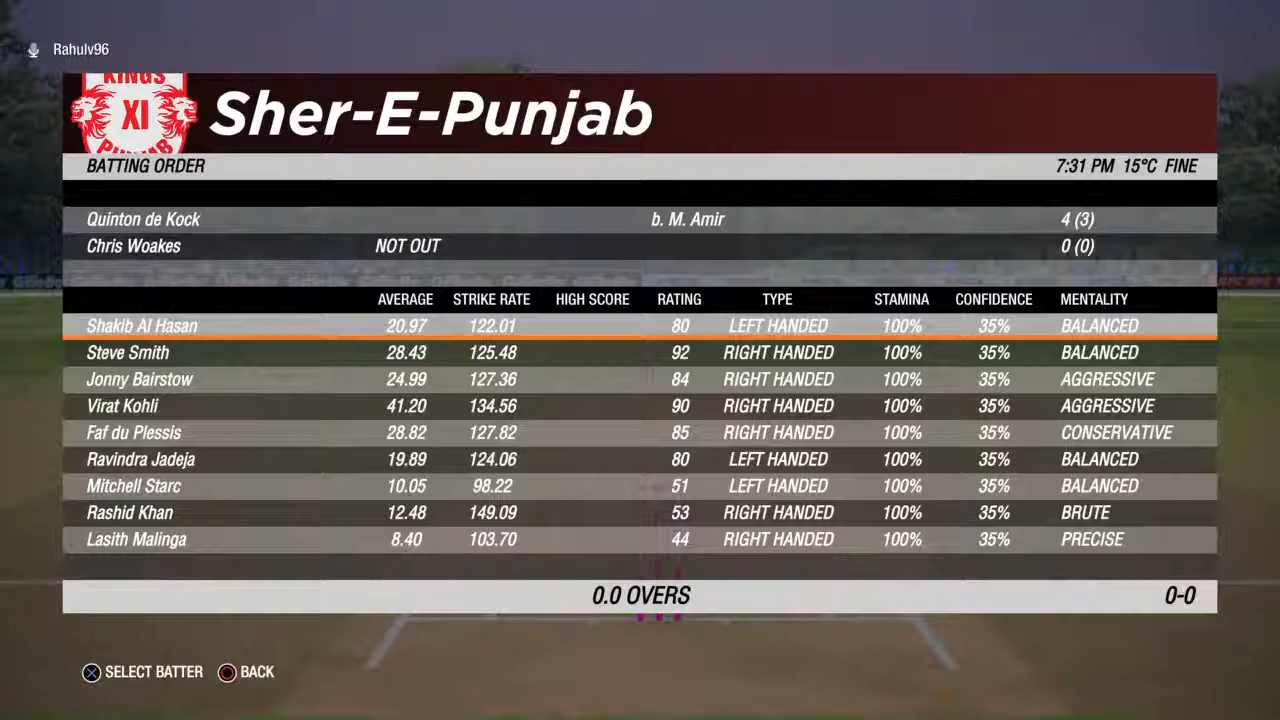 Rahulv96
KINGS
XI
PUNJAB
Sher-E-Punjab
BATTING ORDER 7:31 PM 15°C FINE
Quinton de Kock b. M. Amir 4 (3)
Chris Woakes NOT OUT 0 (0)
AVERAGE STRIKE RATE HIGH SCORE RATING TYPE STAMINA CONFIDENCE MENTALITY
Shakib Al Hasan 20.97 122.01 80 LEFT HANDED 100% 35% BALANCED
Steve Smith 28.43 125.48 92 RIGHT HANDED 100% 35% BALANCED
Jonny Bairstow 24.99 127.36 84 RIGHT HANDED 100% 35% AGGRESSIVE
Virat Kohli 41.20 134.56 90 RIGHT HANDED 100% 35% AGGRESSIVE
Faf du Plessis 28.82 127.82 85 RIGHT HANDED 100% 35% CONSERVATIVE
Ravindra Jadeja 19.89 124.06 80 LEFT HANDED 100% 35% BALANCED
Mitchell Starc 10.05 98.22 51 LEFT HANDED 100% 35% BALANCED
Rashid Khan 12.48 149.09 53 RIGHT HANDED 100% 35% BRUTE
Lasith Malinga 8.40 103.70 44 RIGHT HANDED 100% 35% PRECISE
0.0 OVERS 0-0
SELECT BATTER BACK